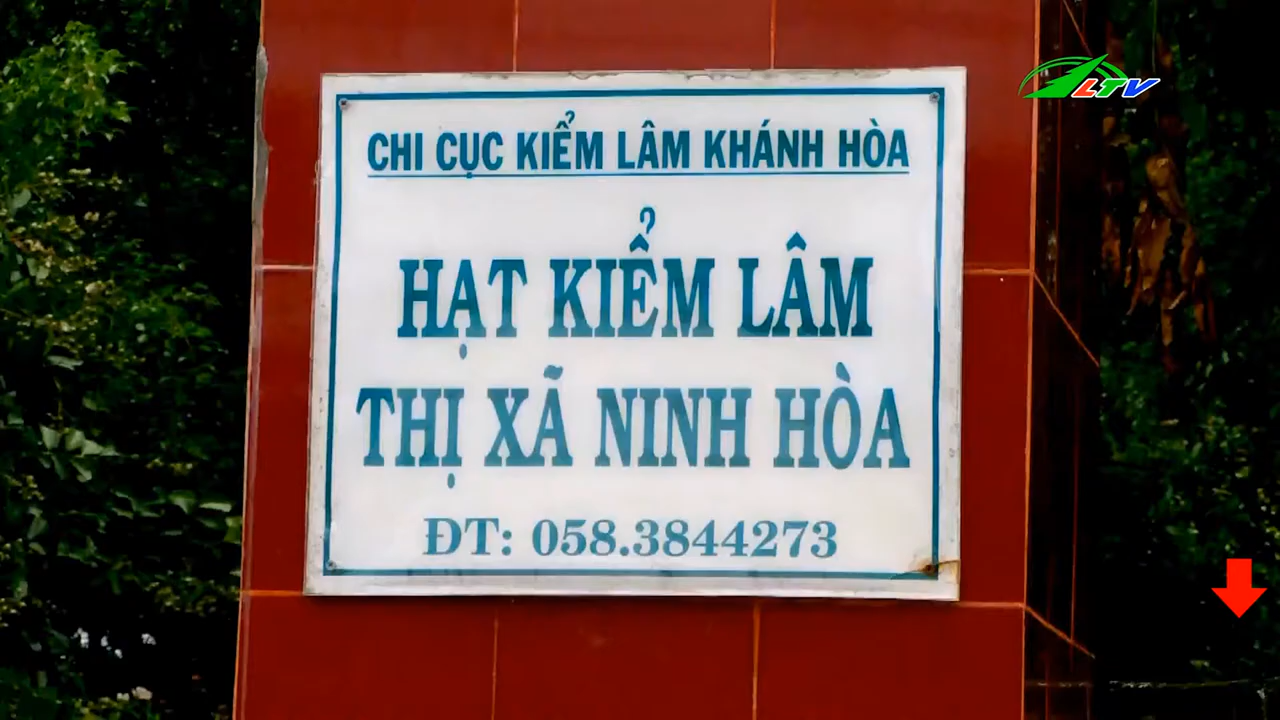 LTV
CHI CỤC KIỂM LÂM KHÁNH HÒA
HẠT KIỂM LÂM
THỊ XÃ NINH HÒA
ĐT: 058.3844273